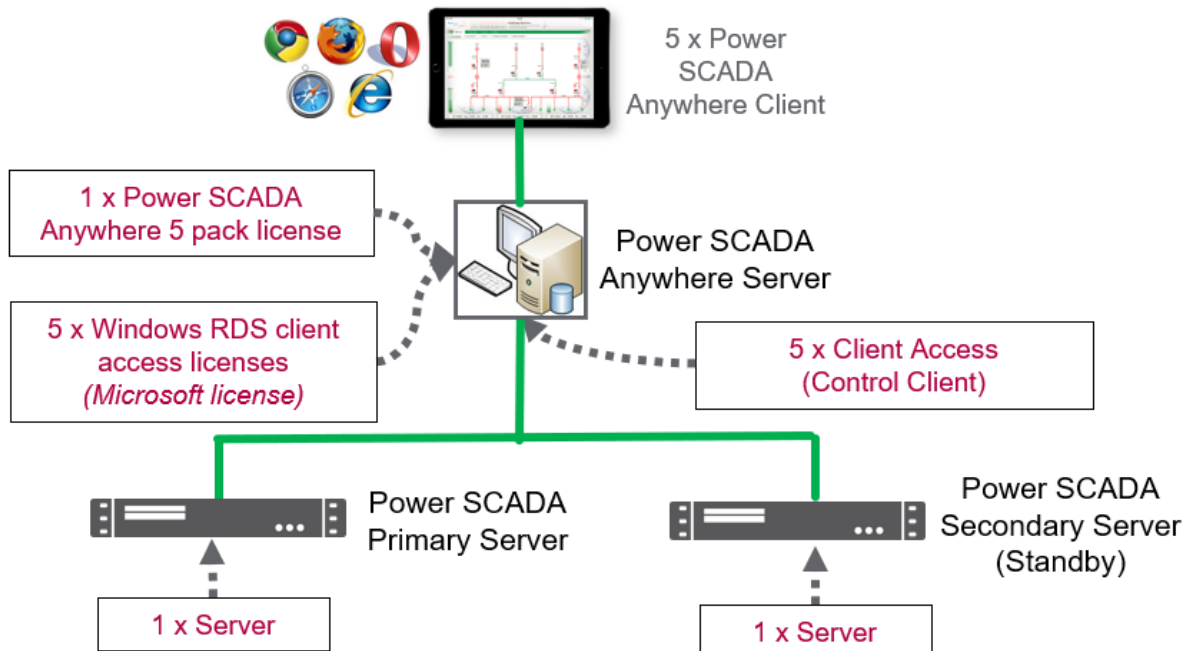 5 x Power
SCADA
Anywhere Client
1 x Power SCADA
Anywhere 5 pack license
Power SCADA
Anywhere Server
5 x Windows RDS client
access licenses
(Microsoft license)
5 x Client Access
(Control Client)
Power SCADA
Primary Server
Power SCADA
Secondary Server
(Standby)
1 x Server
1 x Server